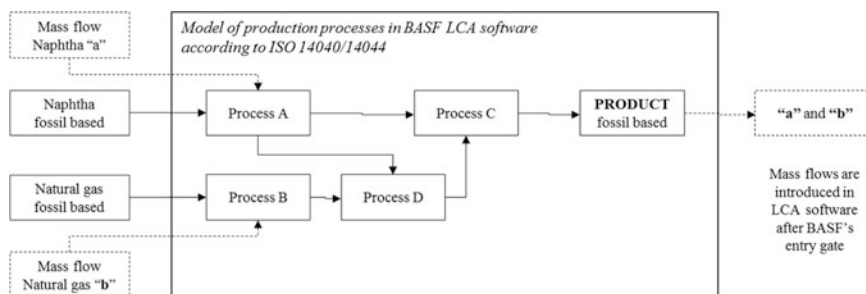 Mass flow
Naphtha “a”
Model of production processes in BASF LCA software
according to ISO 14040/14044
Naphtha
fossil based
Process A
Process C
PRODUCT
fossil based
“a” and “b”
Natural gas
fossil based
Process B
Process D
Mass flows are
introduced in
LCA software
after BASF’s
entry gate
Mass flow
Natural gas “b”